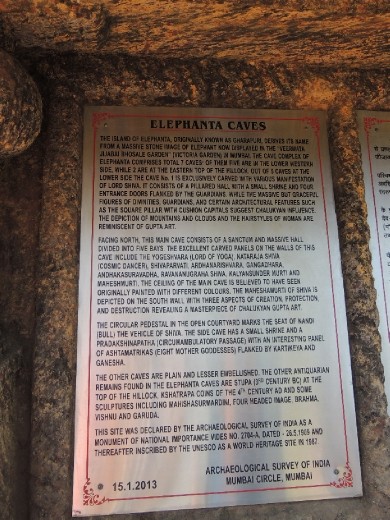 ELEPHANTA CAVES
THE ISLAND OF ELEPHANTA, ORIGINALLY KNOWN AS GHARAPURI, DERIVES ITS NAME
FROM A MASSIVE STONE IMAGE OF ELEPHANT NOW DISPLAYED IN THE 'VEERMATA
JIJABAI BHOSALE GARDEN' (VICTORIA GARDEN) IN MUMBAI. THE CAVE COMPLEX OF
ELEPHANTA COMPRISES TOTAL 7 CAVES- OF THEM FIVE ARE IN THE LOWER WESTERN
SIDE, WHILE 2 ARE AT THE EASTERN TOP OF THE HILLOCK. OUT OF 5 CAVES AT THE
LOWER SIDE THE CAVE No. 1 IS EXCLUSIVELY CARVED WITH VARIOUS MANIFESTATION
OF LORD SHIVA. IT CONSISTS OF A PILLARED HALL WITH A SMALL SHRINE AND FOUR
ENTRANCE DOORS FLANKED BY THE GUARDIANS. WHILE THE MASSIVE BUT GRACEFUL
FIGURES OF DIVINITIES, GUARDIANS, AND CERTAIN ARCHITECTURAL FEATURES SUCH
AS THE SQUARE PILLAR WITH CUSHION CAPITALS SUGGEST CHALUKYAN INFLUENCE.
THE DEPICTION OF MOUNTAINS AND CLOUDS AND THE HAIRSTYLES OF WOMAN ARE
REMINISCENT OF GUPTA ART.
FACING NORTH, THIS MAIN CAVE CONSISTS OF A SANCTUM AND MASSIVE HALL
DIVIDED INTO FIVE BAYS. THE EXCELLENT CARVED PANELS ON THE WALLS OF THIS
CAVE INCLUDE THE YOGESHVARA (LORD OF YOGA), NATARAJA SHIVA
(COSMIC DANCER), SHIVAPARVATI, ARDHANARISHVARA, GANGADHARA,
ANDHAKASURAVADHA, RAVANANUGRAHA SHIVA, KALYANSUNDER MURTI AND
MAHESHMURTI. THE CEILING OF THE MAIN CAVE IS BELIEVED TO HAVE SEEN
ORIGINALLY PAINTED WITH DIFFERENT COLOURS. THE MAHESHAMURTI OF SHIVA IS
DEPICTED ON THE SOUTH WALL, WITH THREE ASPECTS OF CREATION, PROTECTION,
AND DESTRUCTION REVEALING A MASTERPIECE OF CHALUKYAN GUPTA ART.
THE CIRCULAR PEDESTAL IN THE OPEN COURTYARD MARKS THE SEAT OF NANDI
(BULL) THE VEHICLE OF SHIVA. THE SIDE CAVE HAS A SMALL SHRINE AND A
PRADAKSHINAPATHA (CIRCUMAMBULATORY PASSAGE) WITH AN INTERESTING PANEL
OF ASHTAMATRIKAS (EIGHT MOTHER GODDESSES) FLANKED BY KARTIKEYA AND
GANESHA.
THE OTHER CAVES ARE PLAIN AND LESSER EMBELLISHED. THE OTHER ANTIQUARIAN
REMAINS FOUND IN THE ELEPHANTA CAVES ARE STUPA (3RD CENTURY BC) AT THE
TOP OF THE HILLOCK. KSHATRAPA COINS OF THE 4TH CENTURY AD AND SOME
SCULPTURES INCLUDING MAHISHASURMARDINI, FOUR HEADED IMAGE. BRAHMA,
VISHNU AND GARUDA.
THIS SITE WAS DECLARED BY THE ARCHAEOLOGICAL SURVEY OF INDIA AS A
MONUMENT OF NATIONAL IMPORTANCE VIDES NO. 2704-A, DATED - 26.5.1909 AND
THEREAFTER INSCRIBED BY THE UNESCO AS A WORLD HERITAGE SITE IN 1987.
ARCHAEOLOGICAL SURVEY OF INDIA
15.1.2013 MUMBAI CIRCLE, MUMBAI